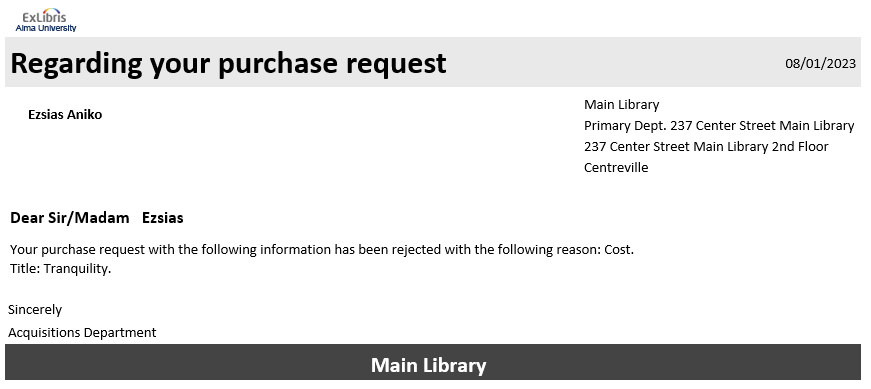 ExLibris
Alma University
Regarding your purchase request
08/01/2023
Ezsias Aniko
Main Library
Primary Dept. 237 Center Street Main Library
237 Center Street Main Library 2nd Floor
Centreville
Dear Sir/Madam Ezsias
Your purchase request with the following information has been rejected with the following reason: Cost.
Title: Tranquility.
Sincerely
Acquisitions Department
Main Library